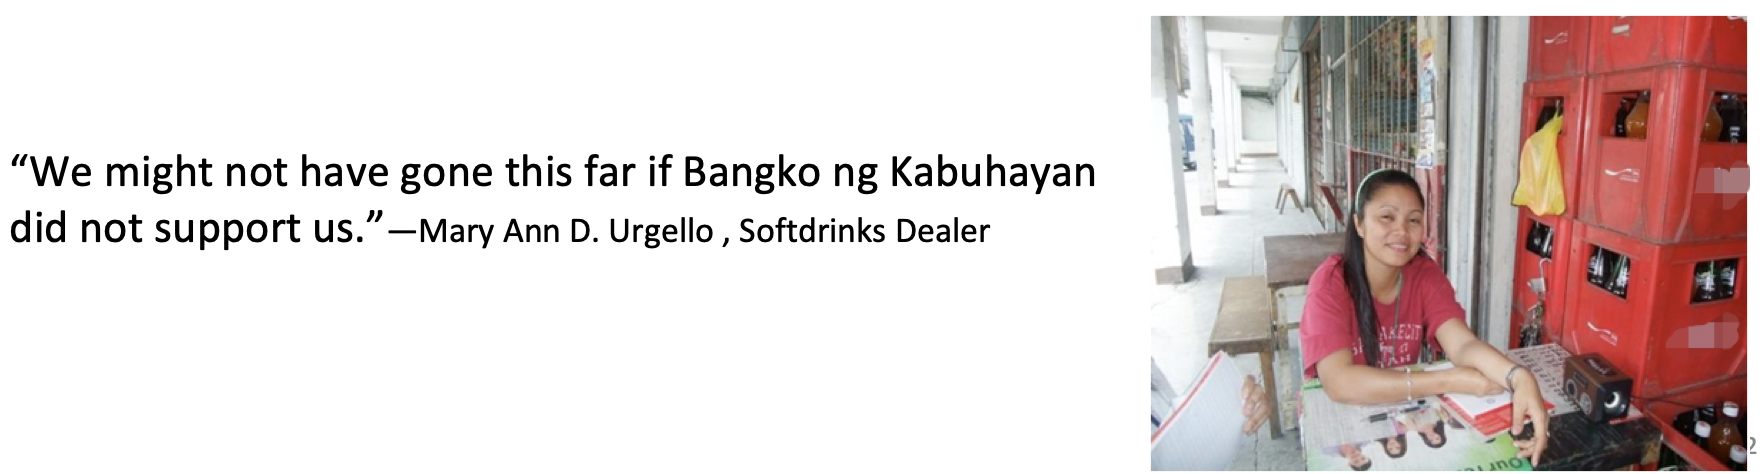 “We might not have gone this far if Bangko ng Kabuhayan
did not support us.”—Mary Ann D. Urgello , Softdrinks Dealer
2